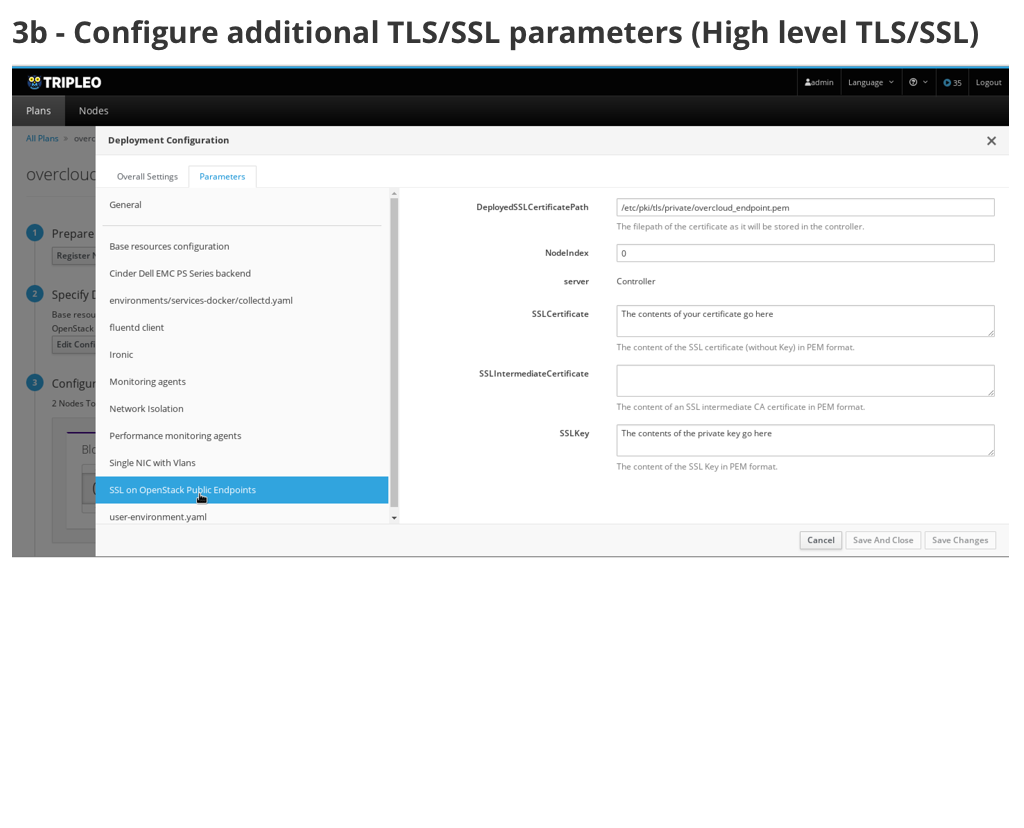 3b - Configure additional TLS/SSL parameters (High level TLS/SSL)
TRIPLEO
admin
Language
35
Logout
Plans
Nodes
All Plans » overc
overcloud
Deployment Configuration
Overall Settings
Parameters
1 Prepare
Register N
2 Specify D
Base resou
OpenStack
Edit Confi
3 Configur
2 Nodes To
Blo
General
Base resources configuration
Cinder Dell EMC PS Series backend
environments/services-docker/collectd.yaml
fluentd client
Ironic
Monitoring agents
Network Isolation
Performance monitoring agents
Single NIC with Vlans
SSL on OpenStack Public Endpoints
user-environment.yaml
DeployedSSLCertificatePath
/etc/pki/tls/private/overcloud_endpoint.pem
The filepath of the certificate as it will be stored in the controller.
NodeIndex
0
server
Controller
SSLCertificate
The contents of your certificate go here
The content of the SSL certificate (without Key) in PEM format.
SSLIntermediateCertificate
The content of an SSL intermediate CA certificate in PEM format.
SSLKey
The contents of the private key go here
The content of the SSL Key in PEM format.
Cancel
Save And Close
Save Changes